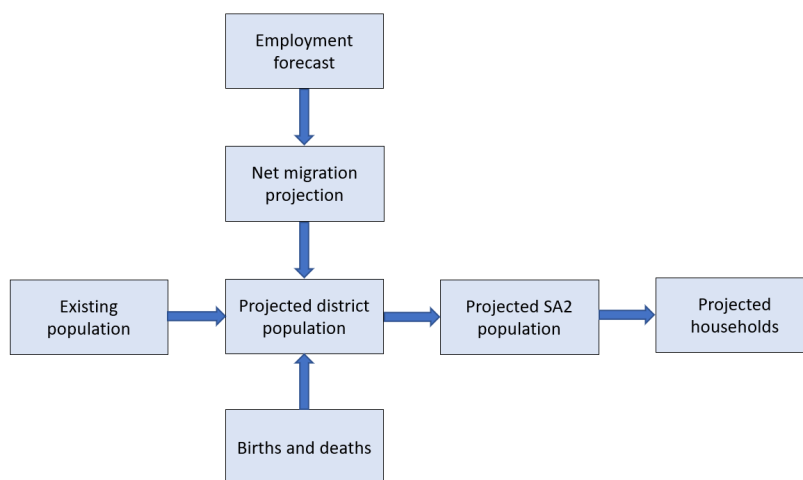 Employment
forecast
Net migration
projection
Existing
population
Projected district
population
Projected SA2
population
Projected
households
Births and deaths